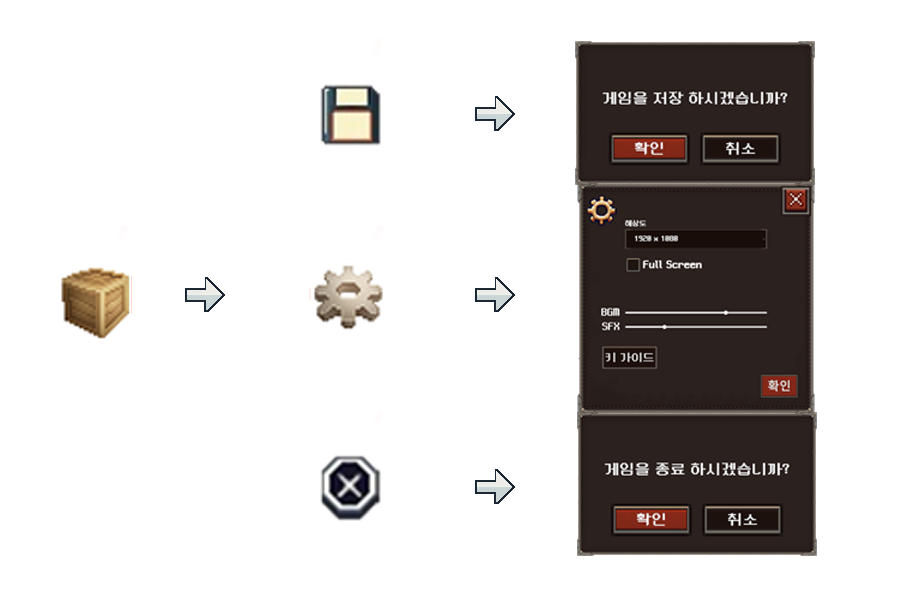 게임을 저장 하시겠습니까?
확인 취소
해상도
1920 x 1080
Full Screen
BGM
SFX
키 가이드
확인
게임을 종료 하시겠습니까?
확인 취소